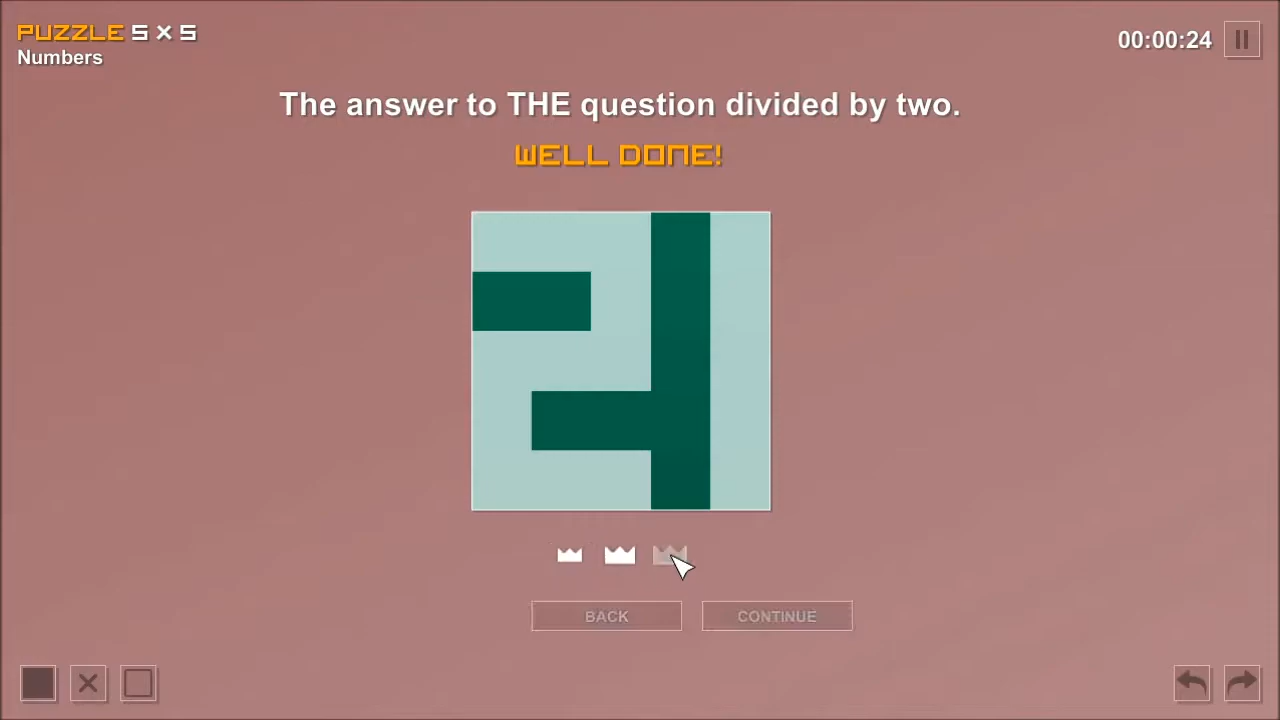 PUZZLE 5 × 5
Numbers
00:00:24
The answer to THE question divided by two.
WELL DONE!
21
BACK
CONTINUE